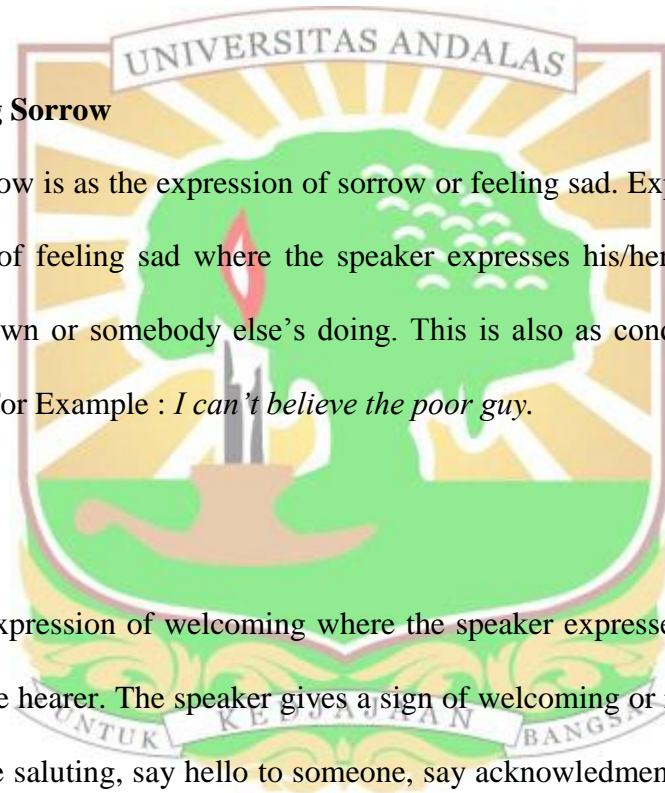 UNIVERSITAS ANDALAS
Sorrow
ow is as the expression of sorrow or feeling sad. Exp
of feeling sad where the speaker expresses his/her
wn or somebody else's doing. This is also as cond
For Example : I can't believe the poor guy.
xpression of welcoming where the speaker expresse
e hearer. The speaker gives a sign of welcoming or
e saluting, say hello to someone, say acknowledmen
UNTUK KEDJAJAAN BANGSA